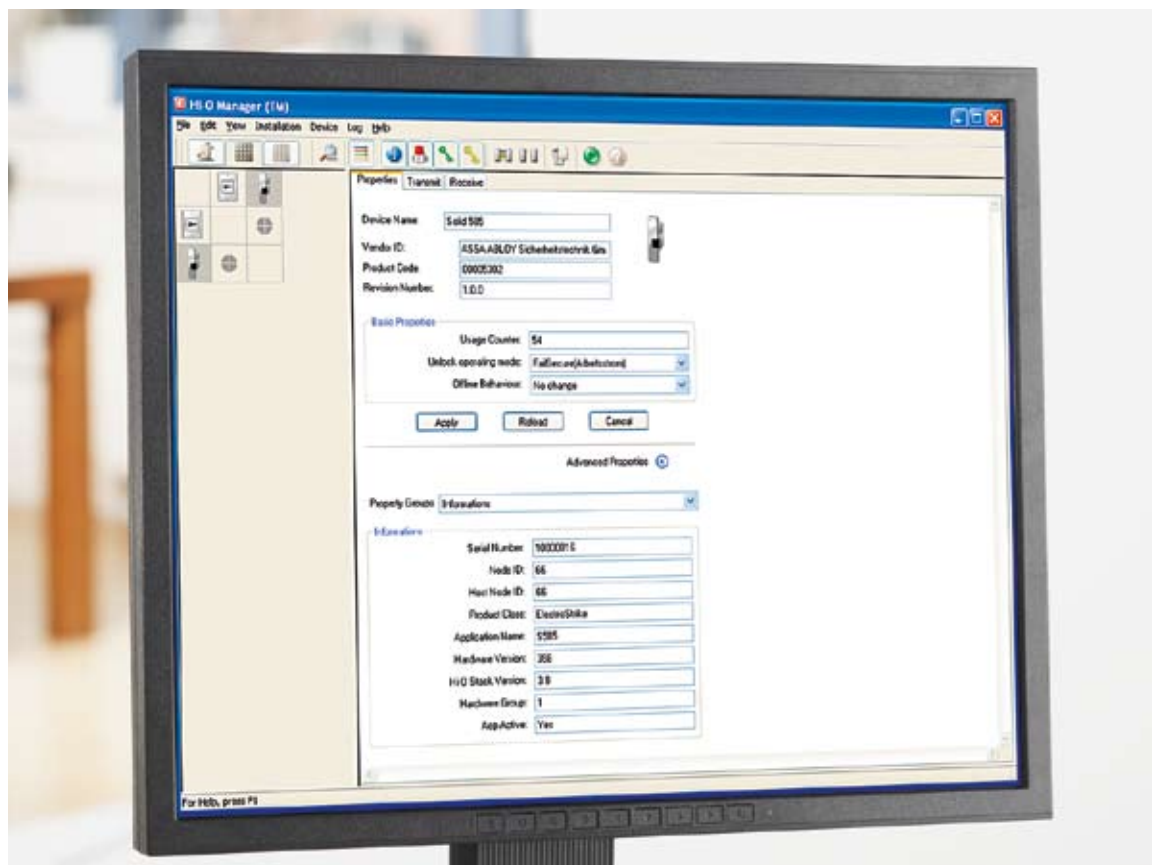 Hi-O Manager (TM)
File Edit View Installation Device Log Help
Properties Transmit Receive
Device Name Solid 505
Vendor ID: ASSA ABLOY Sicherheitstechnik Gm
Product Code 00005302
Revision Number: 1.0.0
Basic Properties
Usage Counter: 54
Unlock operating mode: FailSecure(Arbeitsstrom)
Offline Behaviour: No change
Apply Reload Cancel
Advanced Properties
Property Groups Informations
Informations
Serial Number:
Node ID: 66
Host Node ID: 66
Product Class: ElectroStrike
Application Name:
Hardware Version:
Hi-O Stack Version:
Hardware Group: 1
App-Active: Yes
For Help, press F1